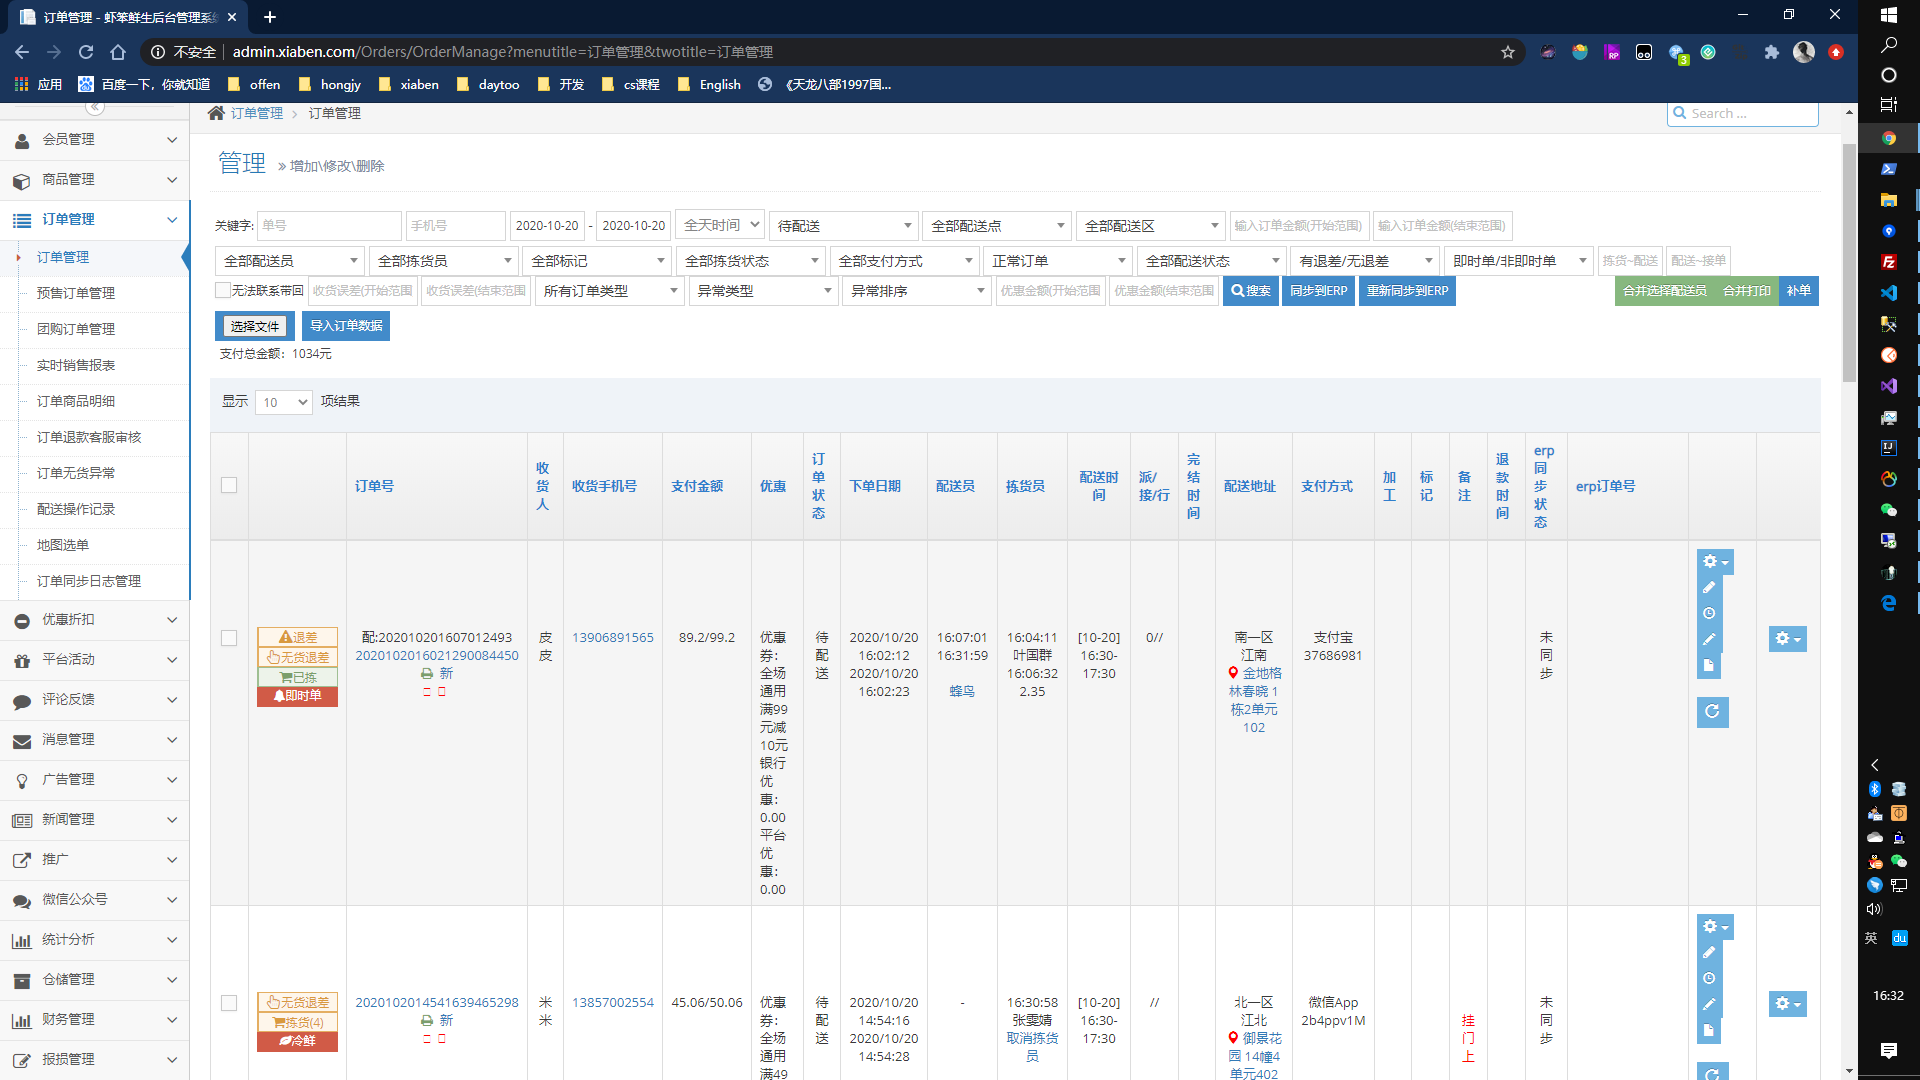 订单管理 - 虾笨鲜生后台管理系统
不安全
admin.xiaben.com/Orders/OrderManage?menutitle=订单管理&twotitle=订单管理
应用
百度一下，你就知道
offen
hongjy
xiaben
daytoo
开发
cs课程
English
《天龙八部1997国...
会员管理
商品管理
订单管理
订单管理
预售订单管理
团购订单管理
实时销售报表
订单商品明细
订单退款客服审核
订单无货异常
配送操作记录
地图选单
订单同步日志管理
优惠折扣
平台活动
评论反馈
消息管理
广告管理
新闻管理
推广
微信公众号
统计分析
仓储管理
财务管理
报损管理
订单管理 > 订单管理
Search ...
管理 » 增加\修改\删除
关键字: 单号 手机号 2020-10-20 - 2020-10-20 全天时间 待配送 全部配送点 全部配送区 输入订单金额(开始范围) 输入订单金额(结束范围)
全部配送员 全部拣货员 全部标记 全部拣货状态 全部支付方式 正常订单 全部配送状态 有退差/无退差 即时单/非即时单 拣货~配送 配送~接单
无法联系带回 收货误差(开始范围 收货误差(结束范围 所有订单类型 异常类型 异常排序 优惠金额(开始范围 优惠金额(结束范围 搜索 同步到ERP 重新同步到ERP 合并选择配送员 合并打印 补单
选择文件 导入订单数据
支付总金额：1034元
显示 10 项结果
订单号
收货人
收货手机号
支付金额
优惠
订单状态
下单日期
配送员
拣货员
配送时间
派/接/行
完结时间
配送地址
支付方式
加工
标记
备注
退款时间
erp同步状态
erp订单号
退差
无货退差
已拣
即时单
配:202010201607012493
2020102016021290084450
新
皮皮
13906891565
89.2/99.2
优惠券:全场通用满99元减10元
银行优惠:0.00
平台优惠:0.00
待配送
2020/10/20
16:02:12
2020/10/20
16:02:23
16:07:01
16:31:59
蜂鸟
16:04:11
叶国群
16:06:32
2.35
[10-20]
16:30-
17:30
0//
南一区
江南
金地格林春晓 1栋2单元102
支付宝
37686981
未同步
无货退差
拣货(4)
冷鲜
2020102014541639465298
新
米米
13857002554
45.06/50.06
优惠券:全场通用满49
待配送
2020/10/20
14:54:16
2020/10/20
14:54:28
-
16:30:58
张雯婧
取消拣货员
[10-20]
16:30-
17:30
//
北一区
江北
御景花园 14幢4单元402
微信App
2b4ppv1M
挂门上
未同步
3
英
du
16:32